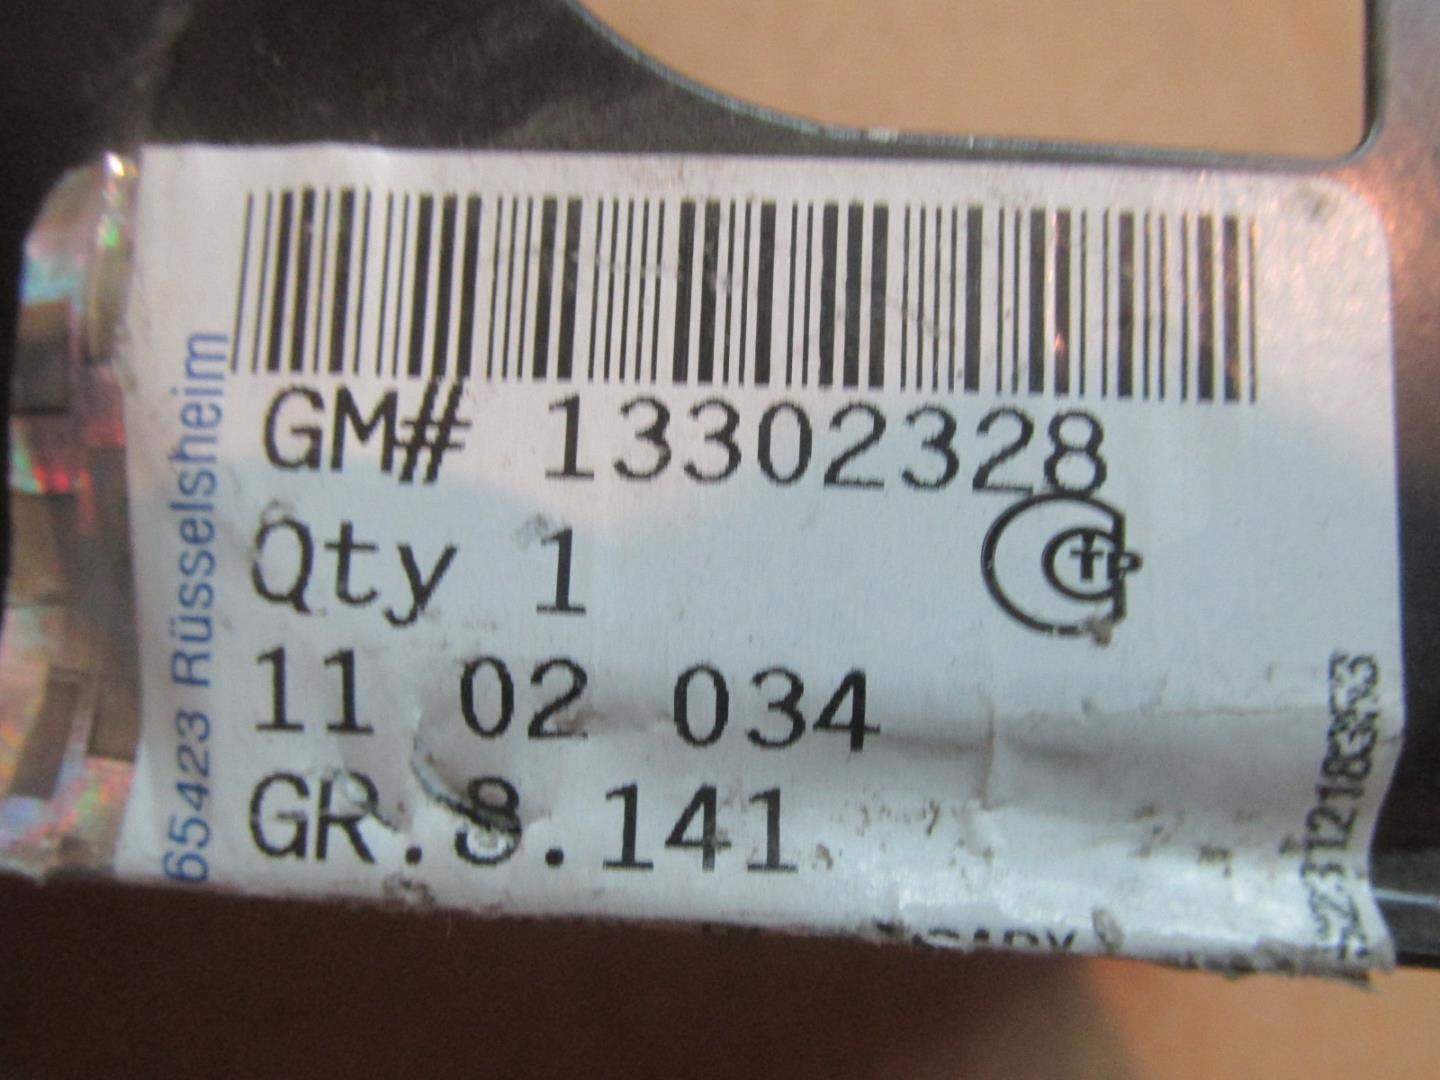 GM# 13302328
Qty 1
11 02 034
GR.8.141
65423 Rüsselsheim